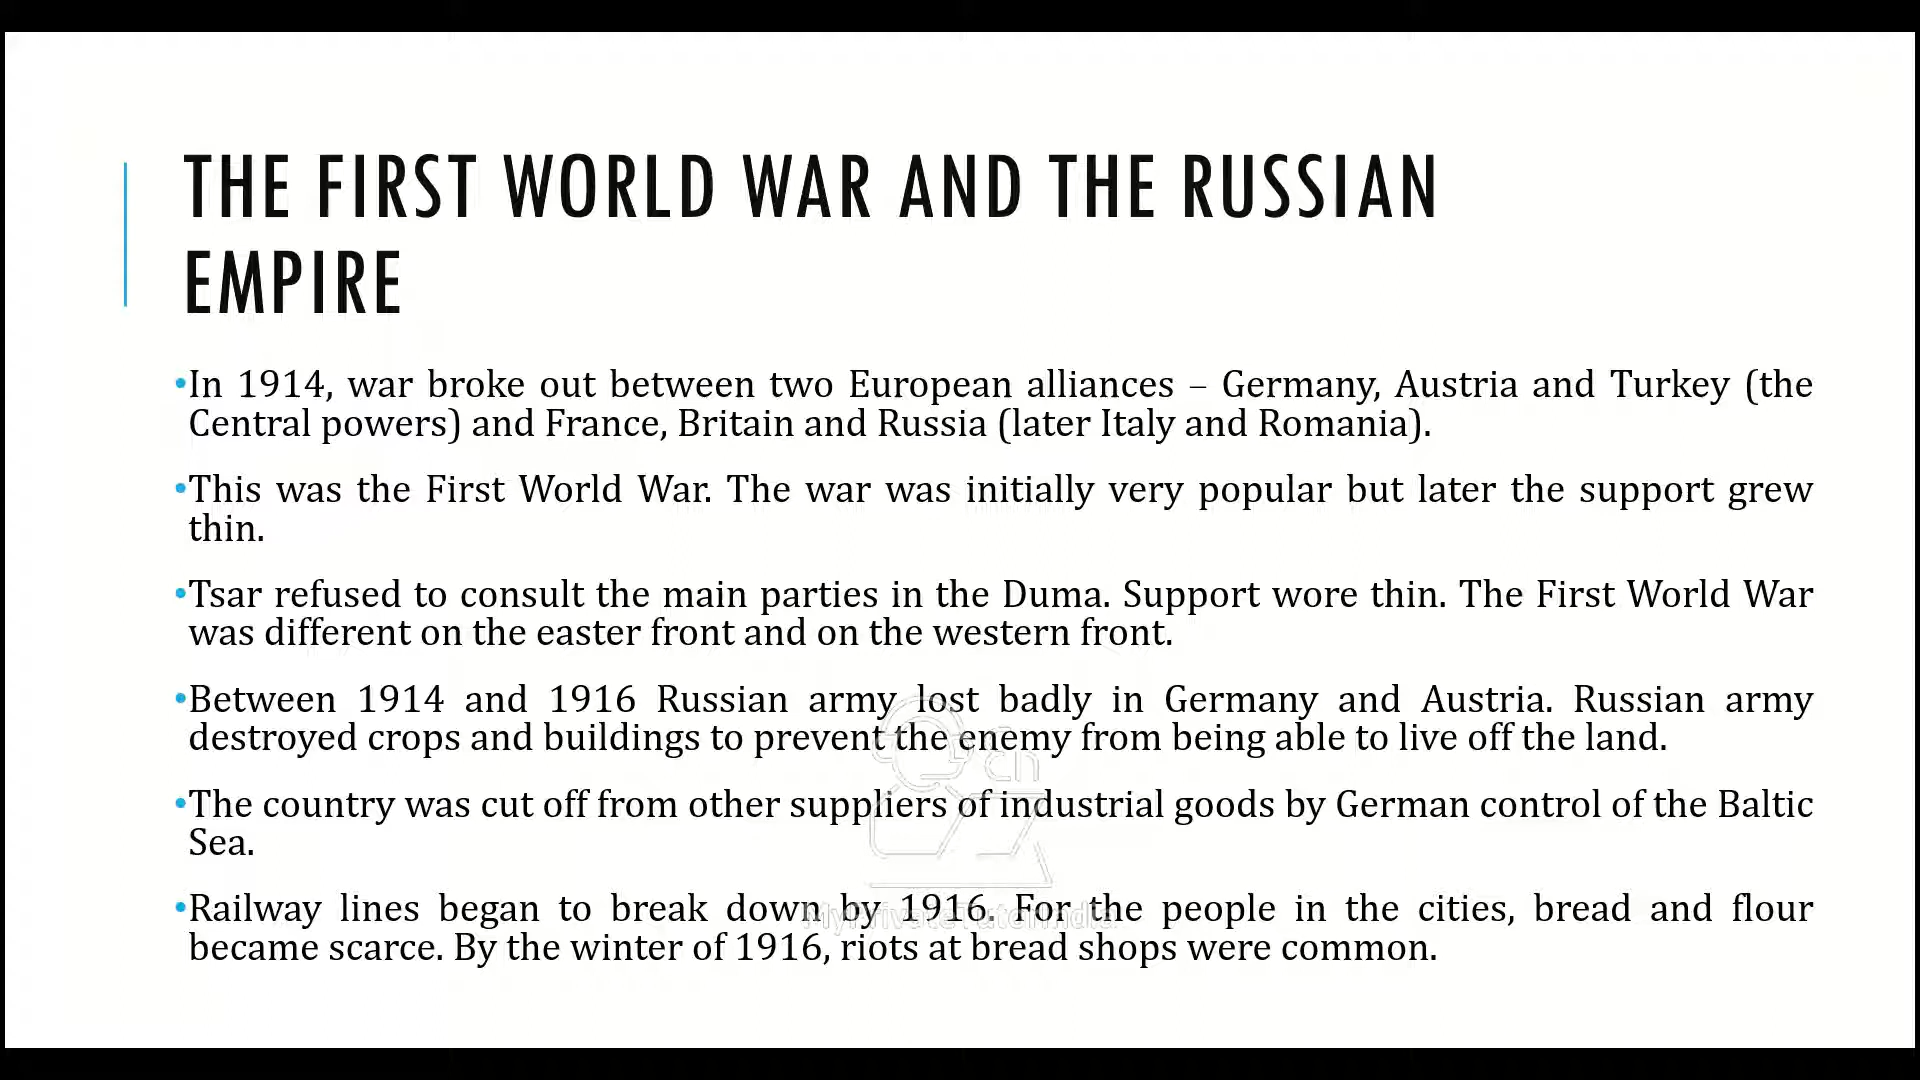 THE FIRST WORLD WAR AND THE RUSSIAN
EMPIRE
•In 1914, war broke out between two European alliances – Germany, Austria and Turkey (the
Central powers) and France, Britain and Russia (later Italy and Romania).
•This was the First World War. The war was initially very popular but later the support grew
thin.
•Tsar refused to consult the main parties in the Duma. Support wore thin. The First World War
was different on the easter front and on the western front.
•Between 1914 and 1916 Russian army lost badly in Germany and Austria. Russian army
destroyed crops and buildings to prevent the enemy from being able to live off the land.
•The country was cut off from other suppliers of industrial goods by German control of the Baltic
Sea.
•Railway lines began to break down by 1916. For the people in the cities, bread and flour
became scarce. By the winter of 1916, riots at bread shops were common.
MyPrivateTutorIndia